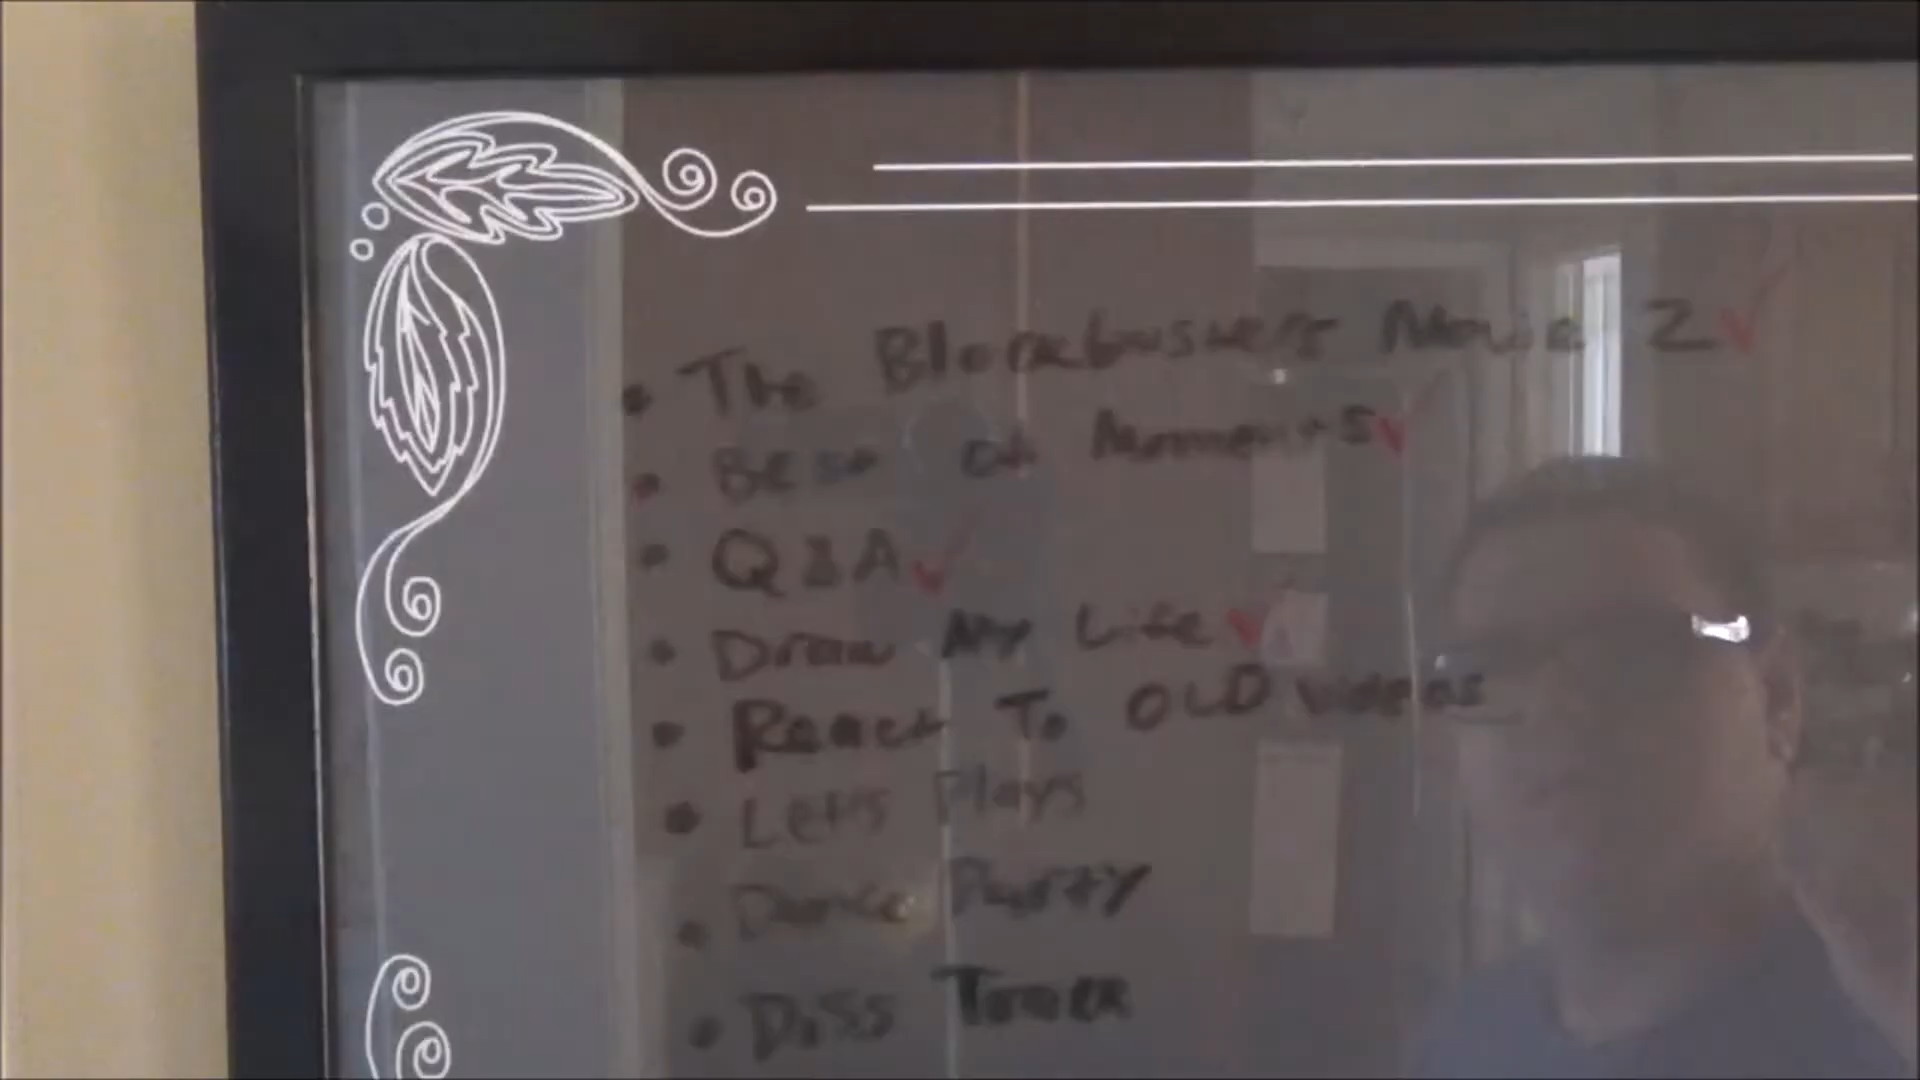 • The Blockbusters Movie 2 ✓
• Best of Moments ✓
• Q&A ✓
• Draw My Life ✓
• React To OLD videos
• Lets Plays
• Dance Party
• Diss Track